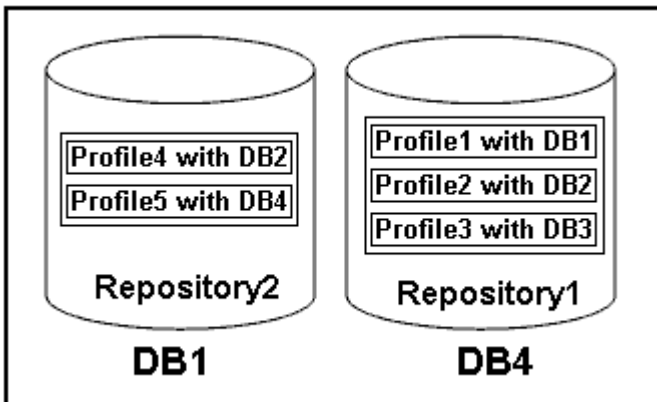 Profile4 with DB2
Profile5 with DB4
Repository2
DB1
Profile1 with DB1
Profile2 with DB2
Profile3 with DB3
Repository1
DB4